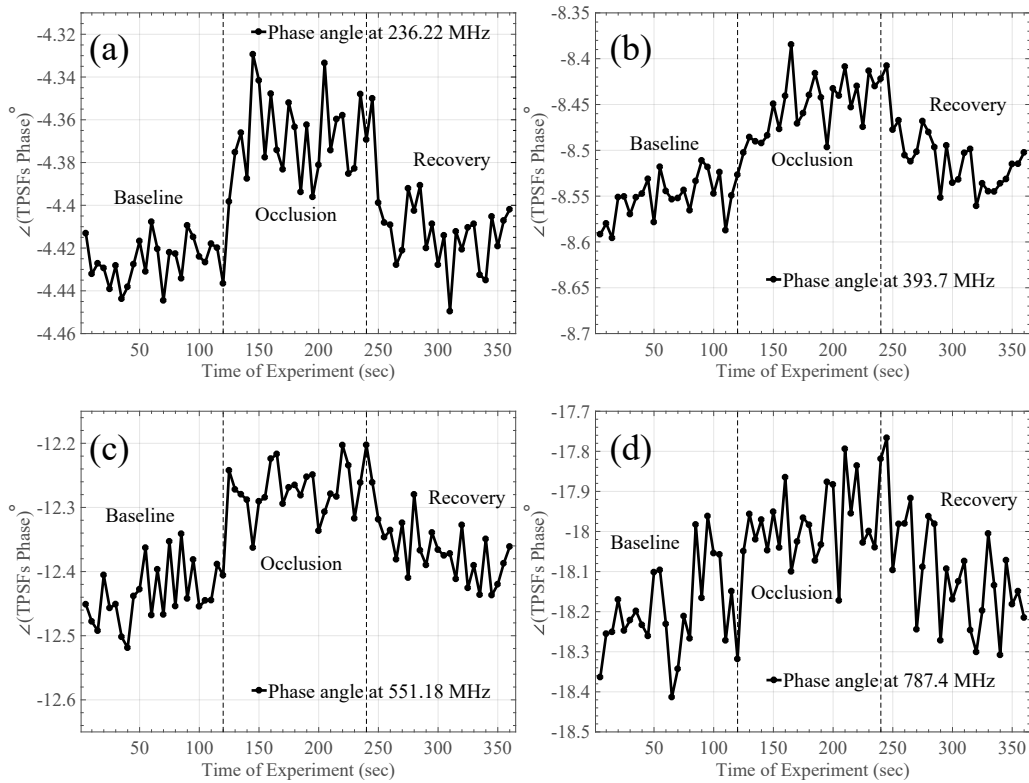 (a)
Phase angle at 236.22 MHz
Baseline
Occlusion
Recovery
-4.32
-4.34
-4.36
-4.38
-4.4
-4.42
-4.44
-4.46
∠(TPSFs Phase)°
50 100 150 200 250 300 350
Time of Experiment (sec)
(b)
Baseline
Occlusion
Recovery
Phase angle at 393.7 MHz
-8.35
-8.4
-8.45
-8.5
-8.55
-8.6
-8.65
-8.7
∠(TPSFs Phase)°
50 100 150 200 250 300 350
Time of Experiment (sec)
(c)
Baseline
Occlusion
Recovery
Phase angle at 551.18 MHz
-12.2
-12.3
-12.4
-12.5
-12.6
∠(TPSFs Phase)°
50 100 150 200 250 300 350
Time of Experiment (sec)
(d)
Baseline
Occlusion
Recovery
Phase angle at 787.4 MHz
-17.7
-17.8
-17.9
-18
-18.1
-18.2
-18.3
-18.4
-18.5
∠(TPSFs Phase)°
50 100 150 200 250 300 350
Time of Experiment (sec)